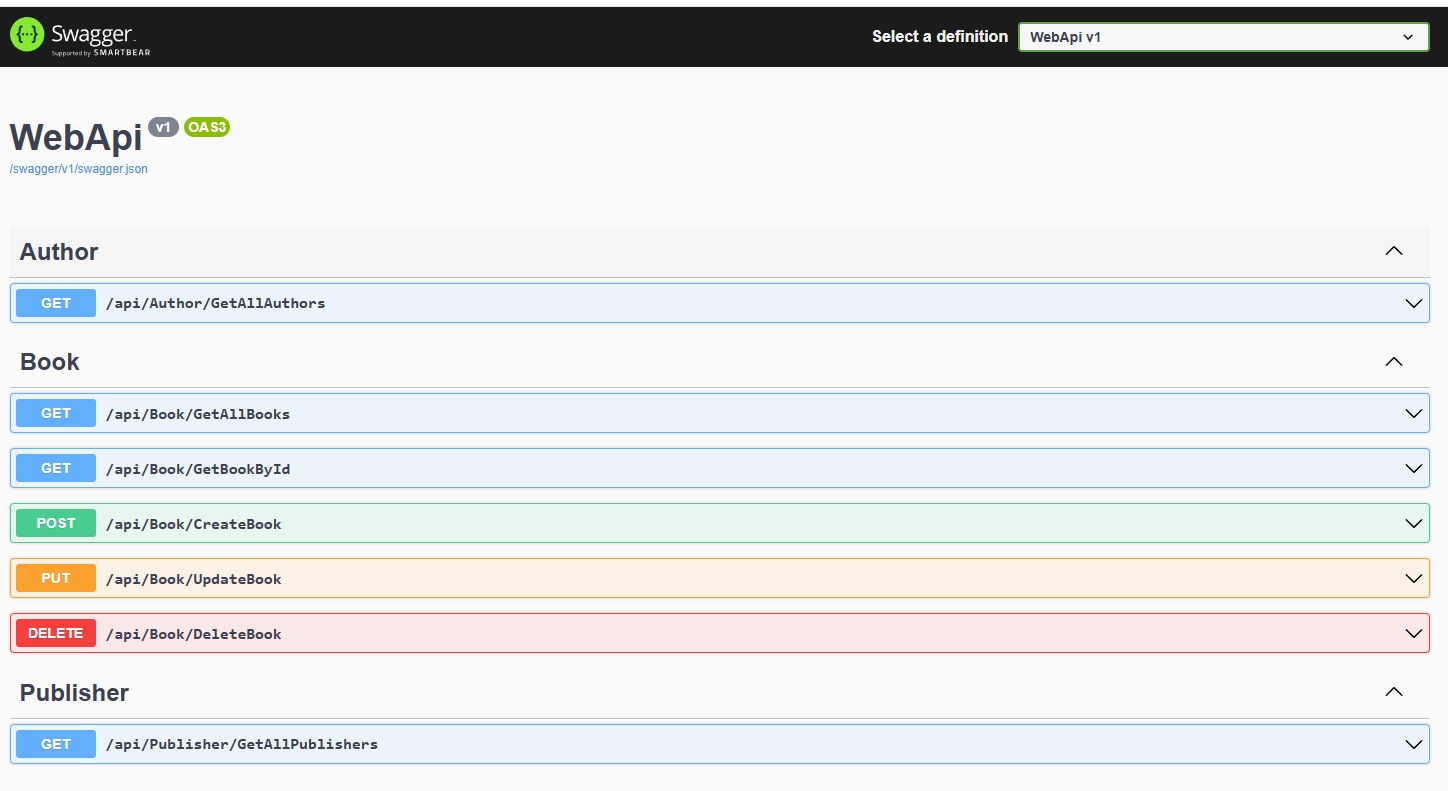 {··} Swagger™
Supported by SMARTBEAR
Select a definition
WebApi v1
WebApi v1 OAS3
/swagger/v1/swagger.json
Author
GET /api/Author/GetAllAuthors
Book
GET /api/Book/GetAllBooks
GET /api/Book/GetBookById
POST /api/Book/CreateBook
PUT /api/Book/UpdateBook
DELETE /api/Book/DeleteBook
Publisher
GET /api/Publisher/GetAllPublishers